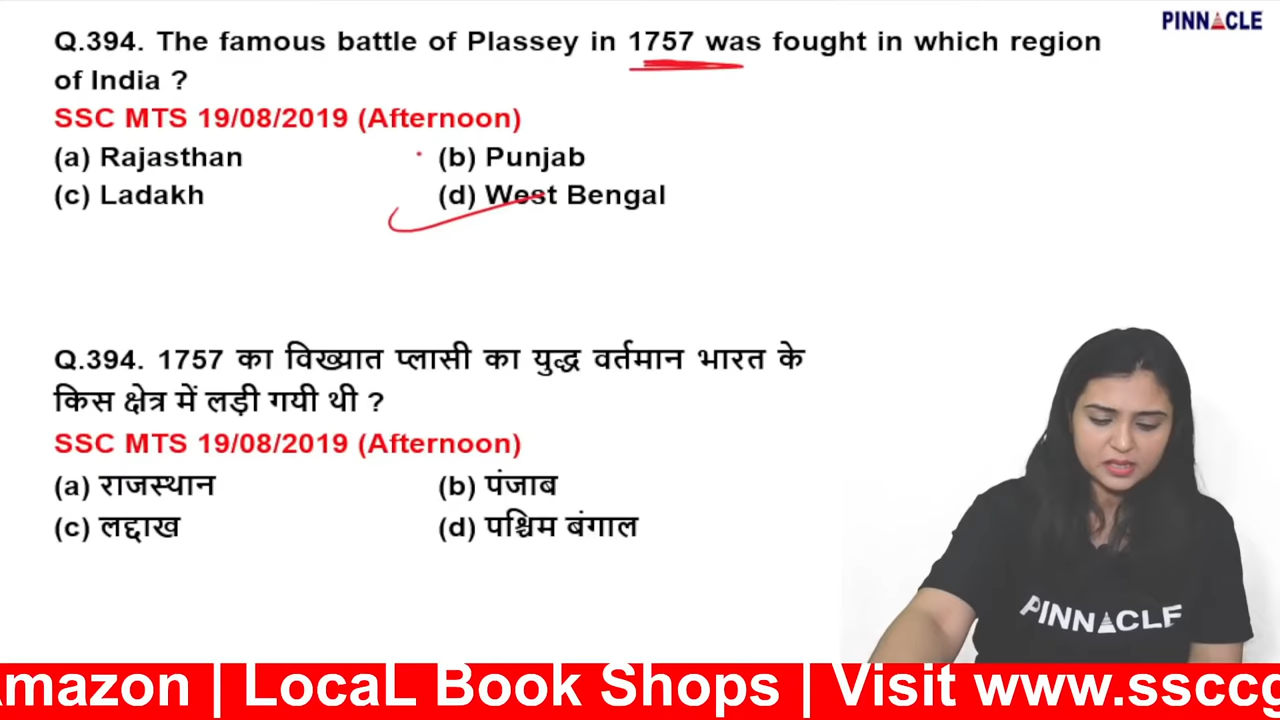 PINNACLE
Q.394. The famous battle of Plassey in 1757 was fought in which region
of India ?
SSC MTS 19/08/2019 (Afternoon)
(a) Rajasthan (b) Punjab
(c) Ladakh (d) West Bengal
Q.394. 1757 का विख्यात प्लासी का युद्ध वर्तमान भारत के
किस क्षेत्र में लड़ी गयी थी ?
SSC MTS 19/08/2019 (Afternoon)
(a) राजस्थान (b) पंजाब
(c) लद्दाख (d) पश्चिम बंगाल
PINNACLE
mazon | LocaL Book Shops | Visit www.ssccg